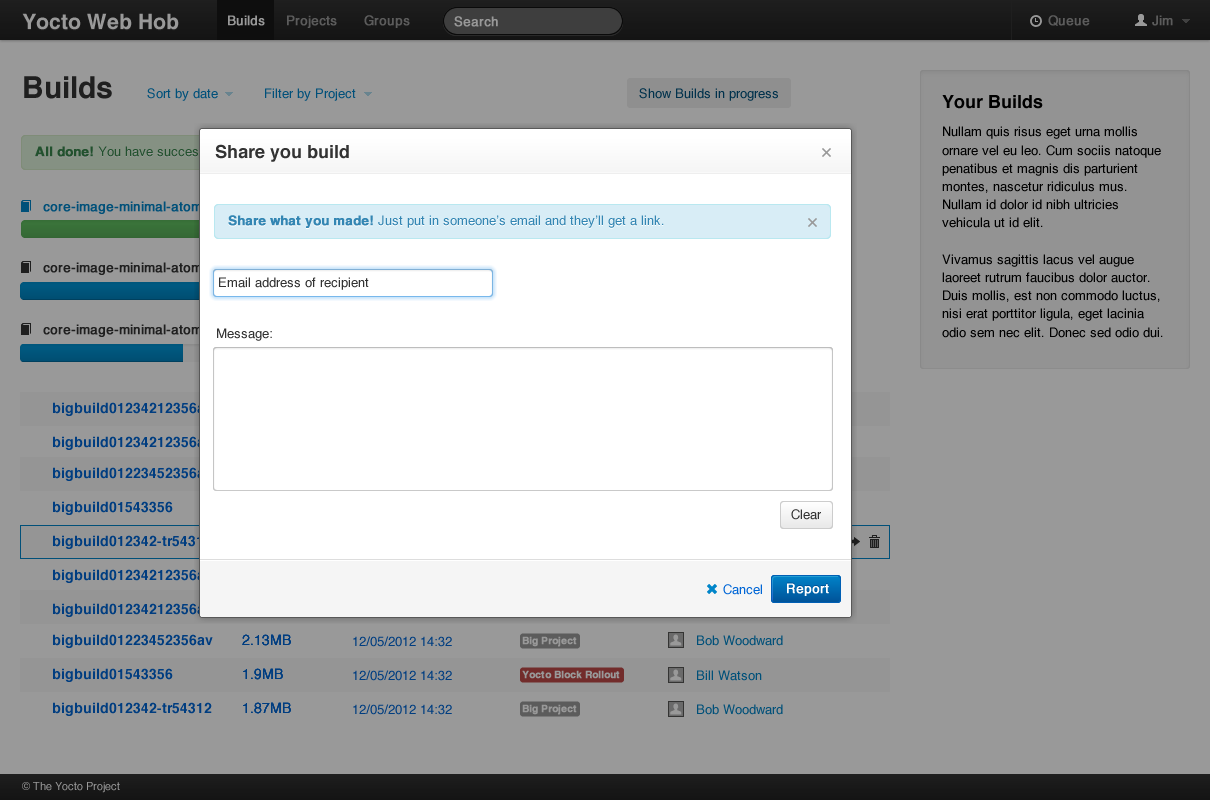 Yocto Web Hob
Builds
Projects
Groups
Search
Queue
Jim
Builds
Sort by date
Filter by Project
Show Builds in progress
All done! You have succes
core-image-minimal-atom
core-image-minimal-atom
core-image-minimal-atom
Share you build
×
Share what you made! Just put in someone's email and they'll get a link.
×
Email address of recipient
Message:
Clear
Cancel
Report
bigbuild01234212356a
bigbuild01234212356a
bigbuild01223452356a
bigbuild01543356
bigbuild012342-tr5431
bigbuild01234212356a
bigbuild01234212356a
bigbuild01223452356av 2.13MB 12/05/2012 14:32 Big Project Bob Woodward
bigbuild01543356 1.9MB 12/05/2012 14:32 Yocto Block Rollout Bill Watson
bigbuild012342-tr54312 1.87MB 12/05/2012 14:32 Big Project Bob Woodward
Your Builds
Nullam quis risus eget urna mollis
ornare vel eu leo. Cum sociis natoque
penatibus et magnis dis parturient
montes, nascetur ridiculus mus.
Nullam id dolor id nibh ultricies
vehicula ut id elit.
Vivamus sagittis lacus vel augue
laoreet rutrum faucibus dolor auctor.
Duis mollis, est non commodo luctus,
nisi erat porttitor ligula, eget lacinia
odio sem nec elit. Donec sed odio dui.
© The Yocto Project